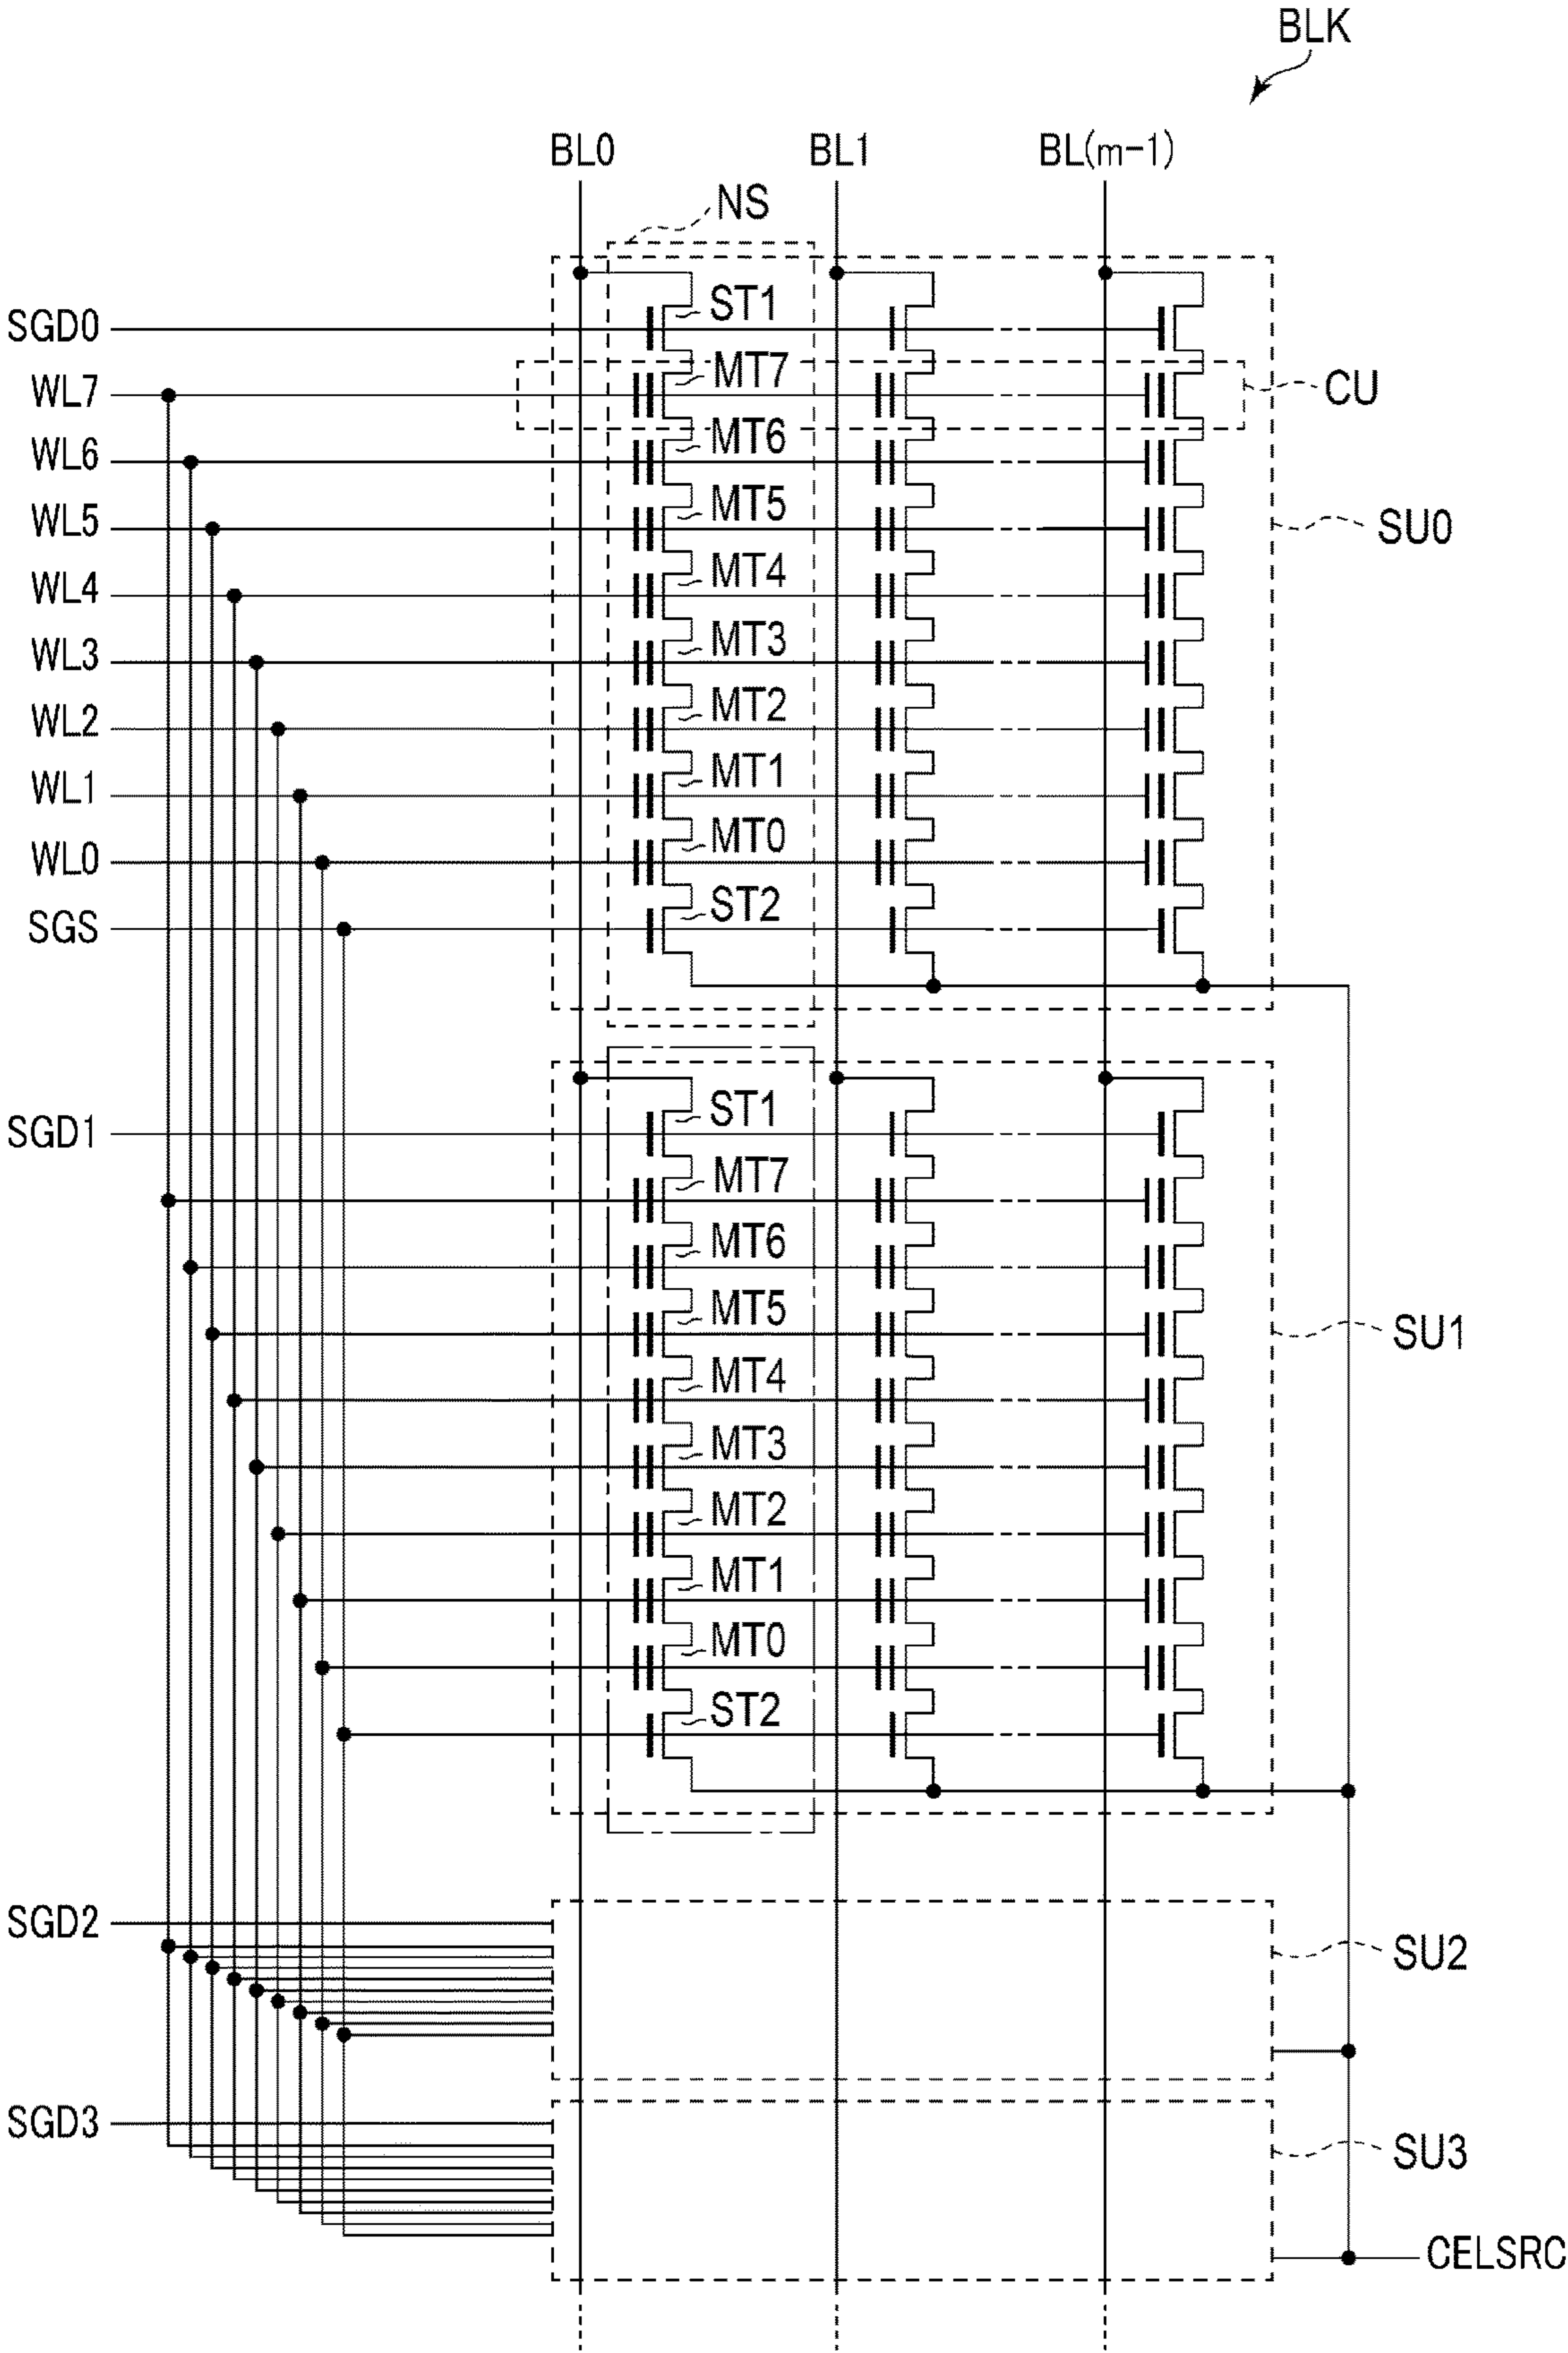 BLK
BL0 BL1 BL(m-1)
NS
SGD0 ST1
WL7 MT7 CU
WL6 MT6
WL5 MT5 SU0
WL4 MT4
WL3 MT3
WL2 MT2
WL1 MT1
WL0 MT0
SGS ST2
SGD1 ST1
MT7
MT6
MT5 SU1
MT4
MT3
MT2
MT1
MT0
ST2
SGD2 SU2
SGD3 SU3
CELSRC